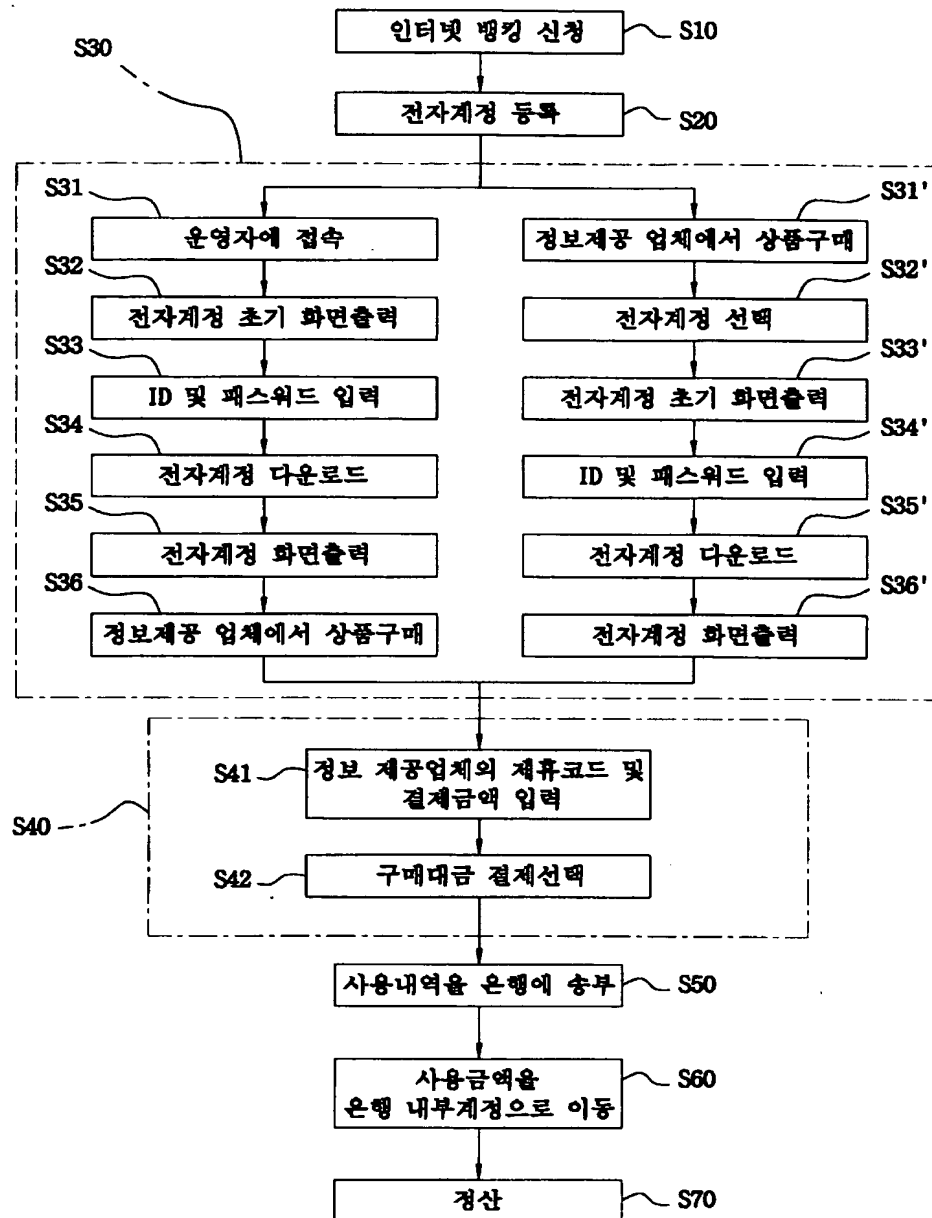 인터넷 뱅킹 신청
S10
S30
전자계정 등록
S20
S31
운영자에 접속
S32
전자계정 초기 화면출력
S33
ID 및 패스워드 입력
S34
전자계정 다운로드
S35
전자계정 화면출력
S36
정보제공 업체에서 상품구매
S31'
정보제공 업체에서 상품구매
S32'
전자계정 선택
S33'
전자계정 초기 화면출력
S34'
ID 및 패스워드 입력
S35'
전자계정 다운로드
S36'
전자계정 화면출력
S40
S41
정보 제공업체의 제휴코드 및
결제금액 입력
S42
구매대금 결제선택
사용내역을 은행에 송부
S50
사용금액을
은행 내부계정으로 이동
S60
정산
S70